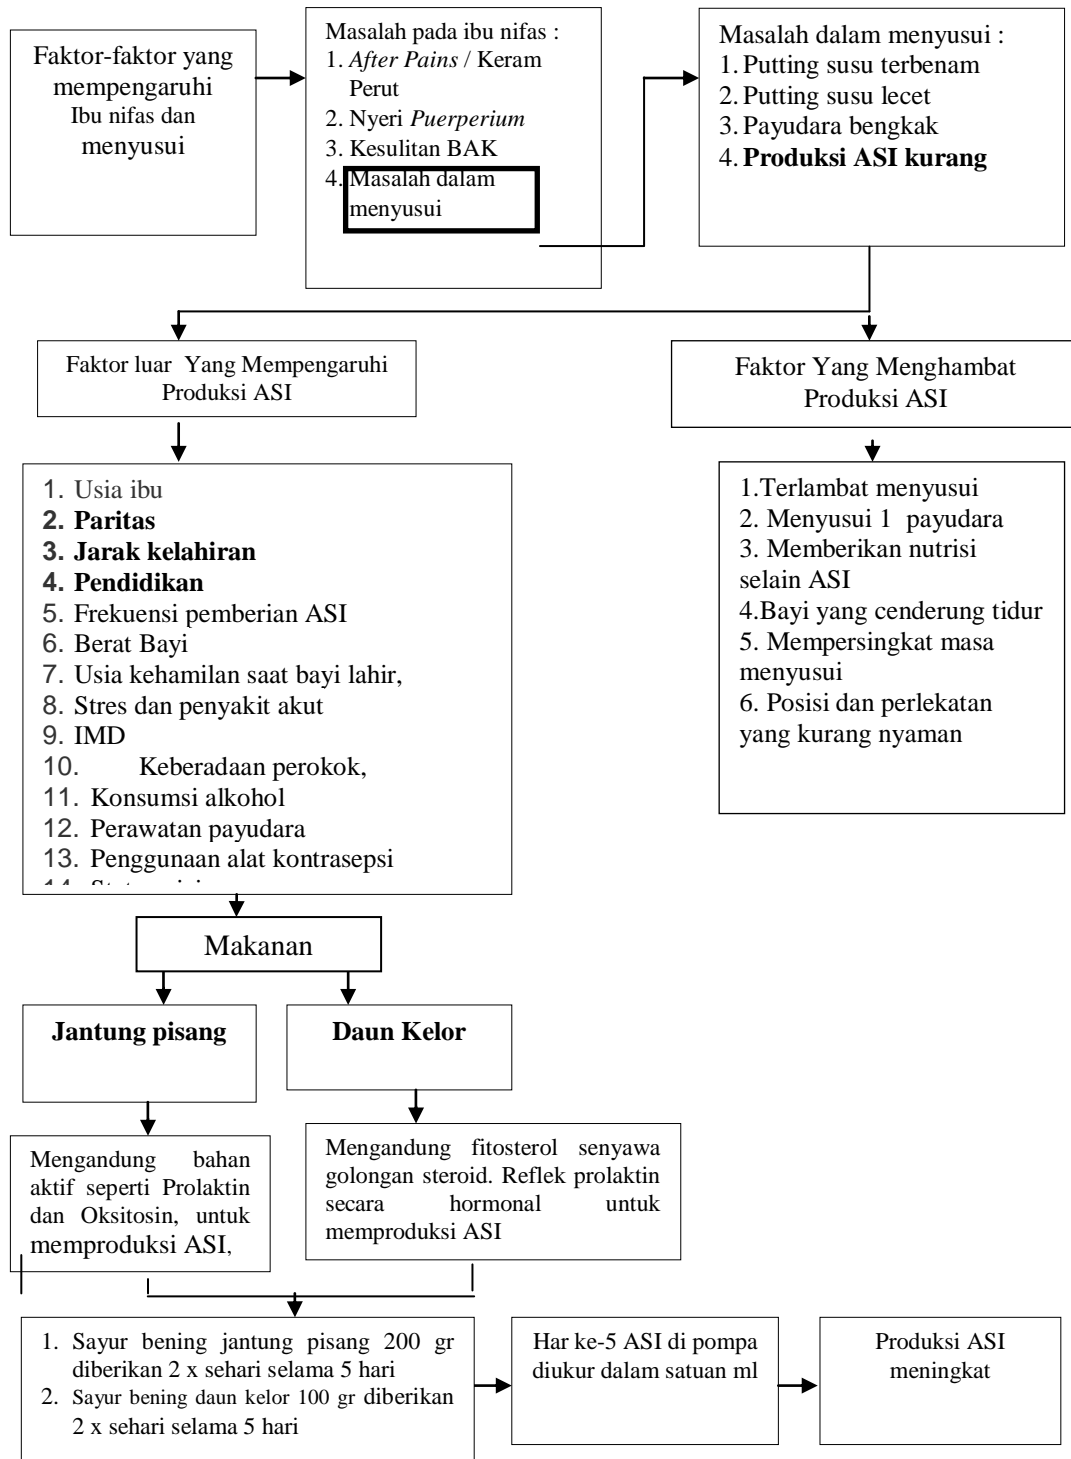 Faktor-faktor yang
mempengaruhi
Ibu nifas dan
menyusui
Masalah pada ibu nifas :
1. After Pains / Keram
Perut
2. Nyeri Puerperium
3. Kesulitan BAK
4. Masalah dalam
menyusui
Masalah dalam menyusui :
1. Putting susu terbenam
2. Putting susu lecet
3. Payudara bengkak
4. Produksi ASI kurang
Faktor luar Yang Mempengaruhi
Produksi ASI
Faktor Yang Menghambat
Produksi ASI
1. Usia ibu
2. Paritas
3. Jarak kelahiran
4. Pendidikan
5. Frekuensi pemberian ASI
6. Berat Bayi
7. Usia kehamilan saat bayi lahir,
8. Stres dan penyakit akut
9. IMD
10. Keberadaan perokok,
11. Konsumsi alkohol
12. Perawatan payudara
13. Penggunaan alat kontrasepsi
1.Terlambat menyusui
2. Menyusui 1 payudara
3. Memberikan nutrisi
selain ASI
4.Bayi yang cenderung tidur
5. Mempersingkat masa
menyusui
6. Posisi dan perlekatan
yang kurang nyaman
Makanan
Jantung pisang
Daun Kelor
Mengandung bahan
aktif seperti Prolaktin
dan Oksitosin, untuk
memproduksi ASI,
Mengandung fitosterol senyawa
golongan steroid. Reflek prolaktin
secara hormonal untuk
memproduksi ASI
1. Sayur bening jantung pisang 200 gr
diberikan 2 x sehari selama 5 hari
2. Sayur bening daun kelor 100 gr diberikan
2 x sehari selama 5 hari
Har ke-5 ASI di pompa
diukur dalam satuan ml
Produksi ASI
meningkat